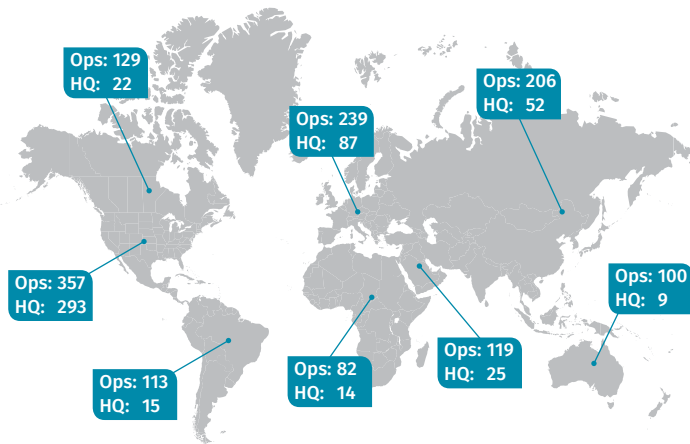 Ops: 129
HQ: 22
Ops: 206
HQ: 52
Ops: 239
HQ: 87
Ops: 357
HQ: 293
Ops: 100
HQ: 9
Ops: 119
HQ: 25
Ops: 82
HQ: 14
Ops: 113
HQ: 15